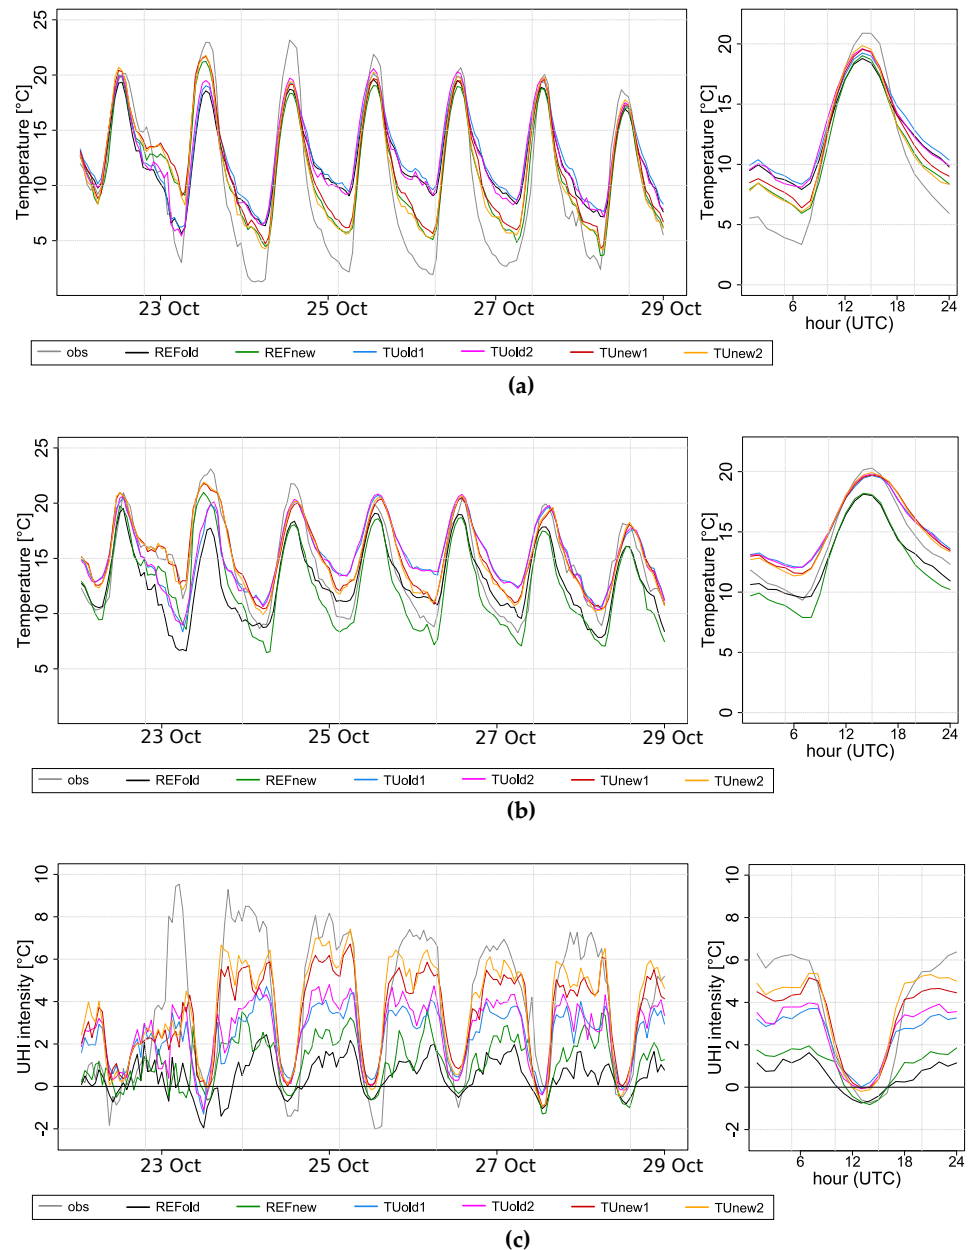 25
20
15
10
5
Temperature [°C]
23 Oct 25 Oct 27 Oct 29 Oct
20
15
10
5
0
Temperature [°C]
6 12 18 24
hour (UTC)
obs REFold REFnew TUold1 TUold2 TUnew1 TUnew2
(a)
25
20
15
10
5
Temperature [°C]
23 Oct 25 Oct 27 Oct 29 Oct
20
15
10
5
0
Temperature [°C]
6 12 18 24
hour (UTC)
obs REFold REFnew TUold1 TUold2 TUnew1 TUnew2
(b)
10
8
6
4
2
0
-2
UHI intensity [°C]
23 Oct 25 Oct 27 Oct 29 Oct
10
8
6
4
2
0
-2
UHI intensity [°C]
6 12 18 24
hour (UTC)
obs REFold REFnew TUold1 TUold2 TUnew1 TUnew2
(c)